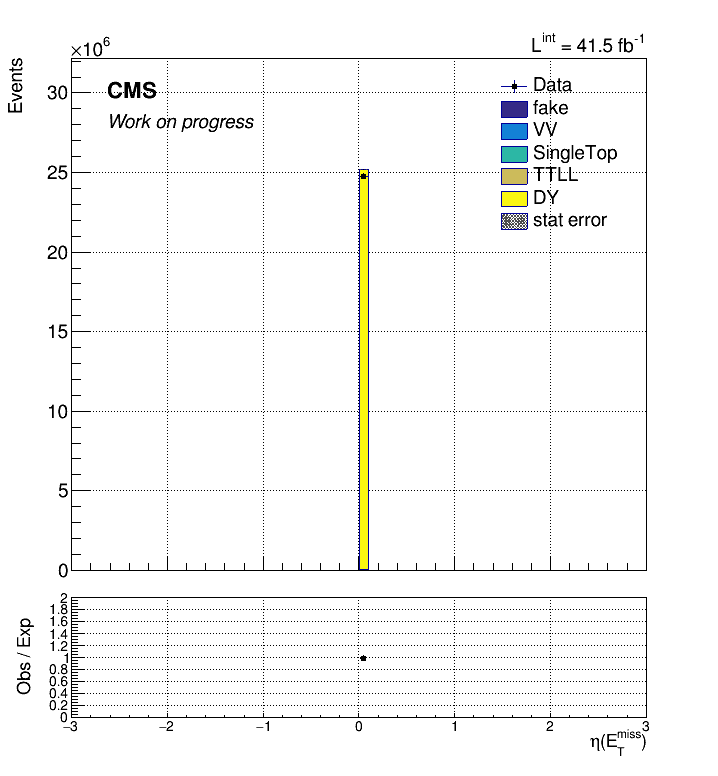 ×10⁶
L^int = 41.5 fb⁻¹
Events
CMS
Work on progress
Data
fake
VV
SingleTop
TTLL
DY
stat error
30
25
20
15
10
5
0
Obs / Exp
2
1.8
1.6
1.4
1.2
1
0.8
0.6
0.4
0.2
0
−3 −2 −1 0 1 2 3
η(E_T^miss)